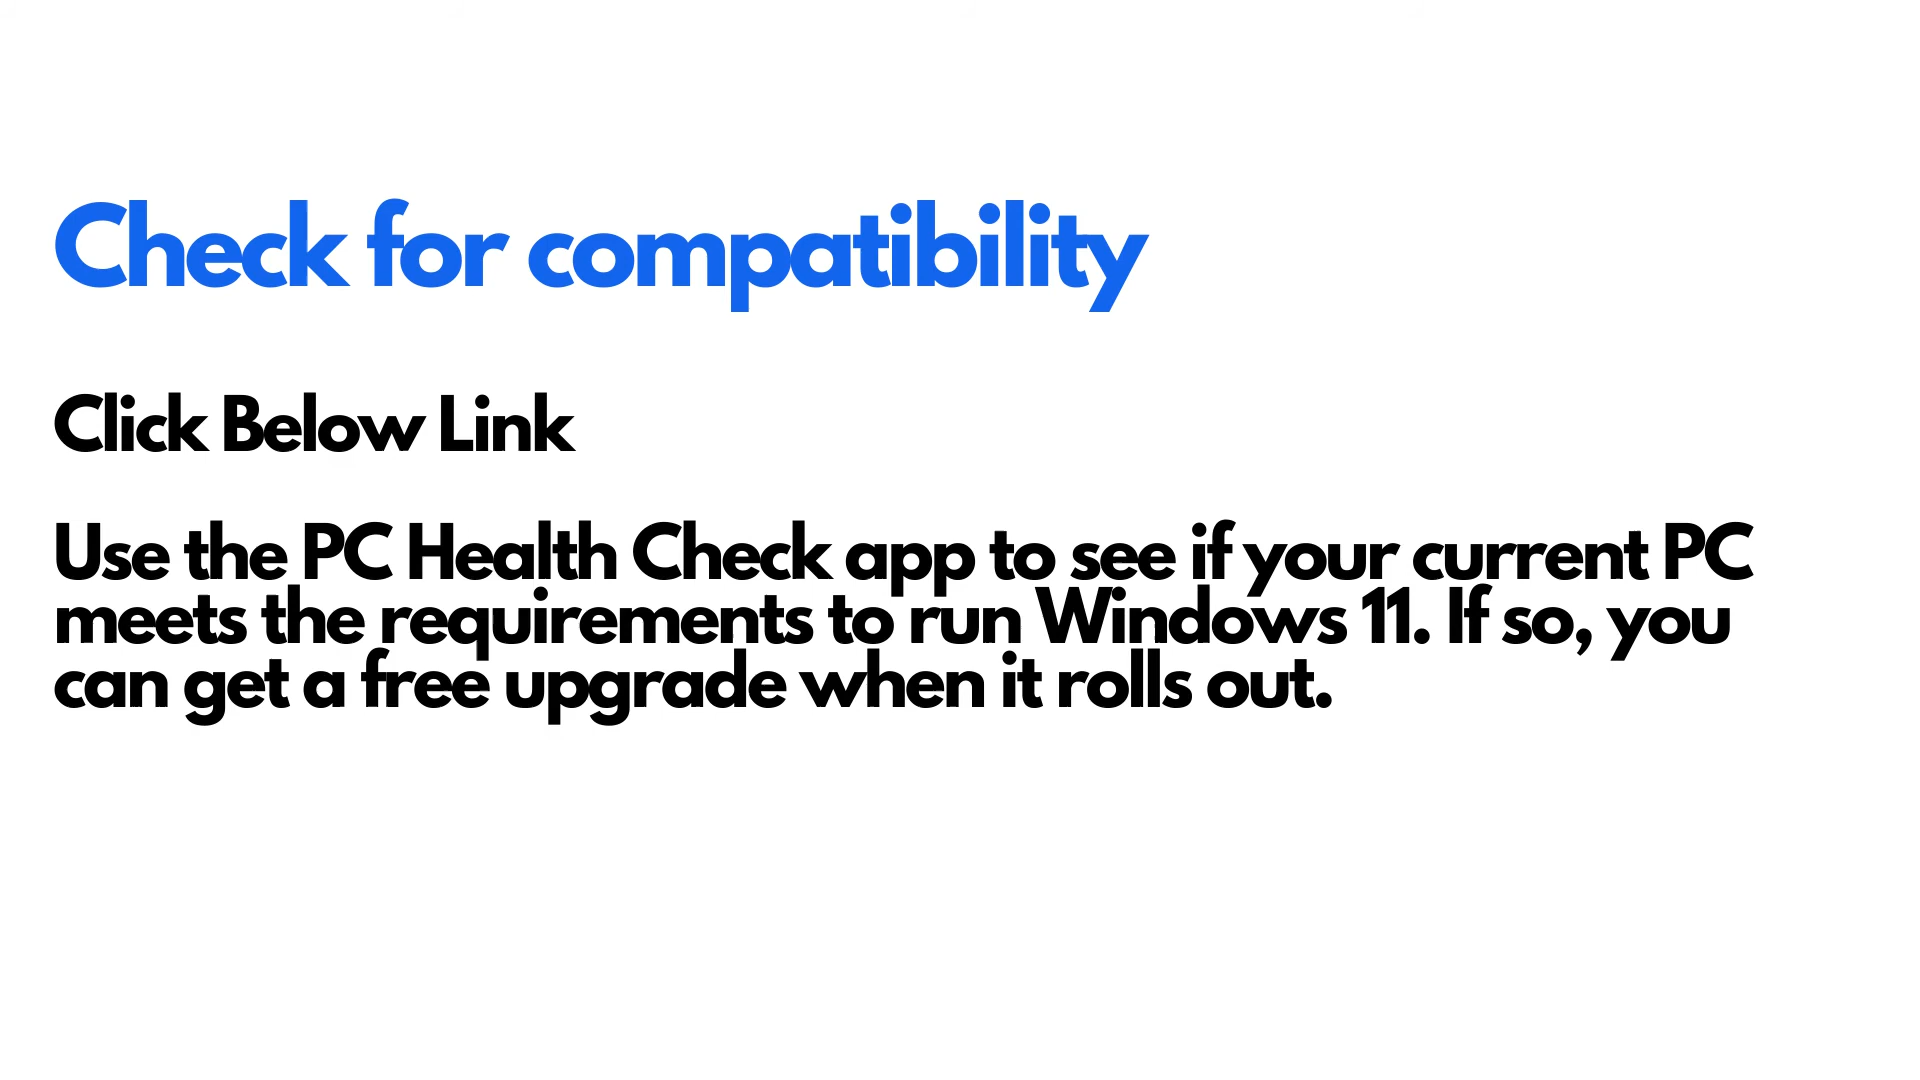 Check for compatibility
Click Below Link
Use the PC Health Check app to see if your current PC
meets the requirements to run Windows 11. If so, you
can get a free upgrade when it rolls out.